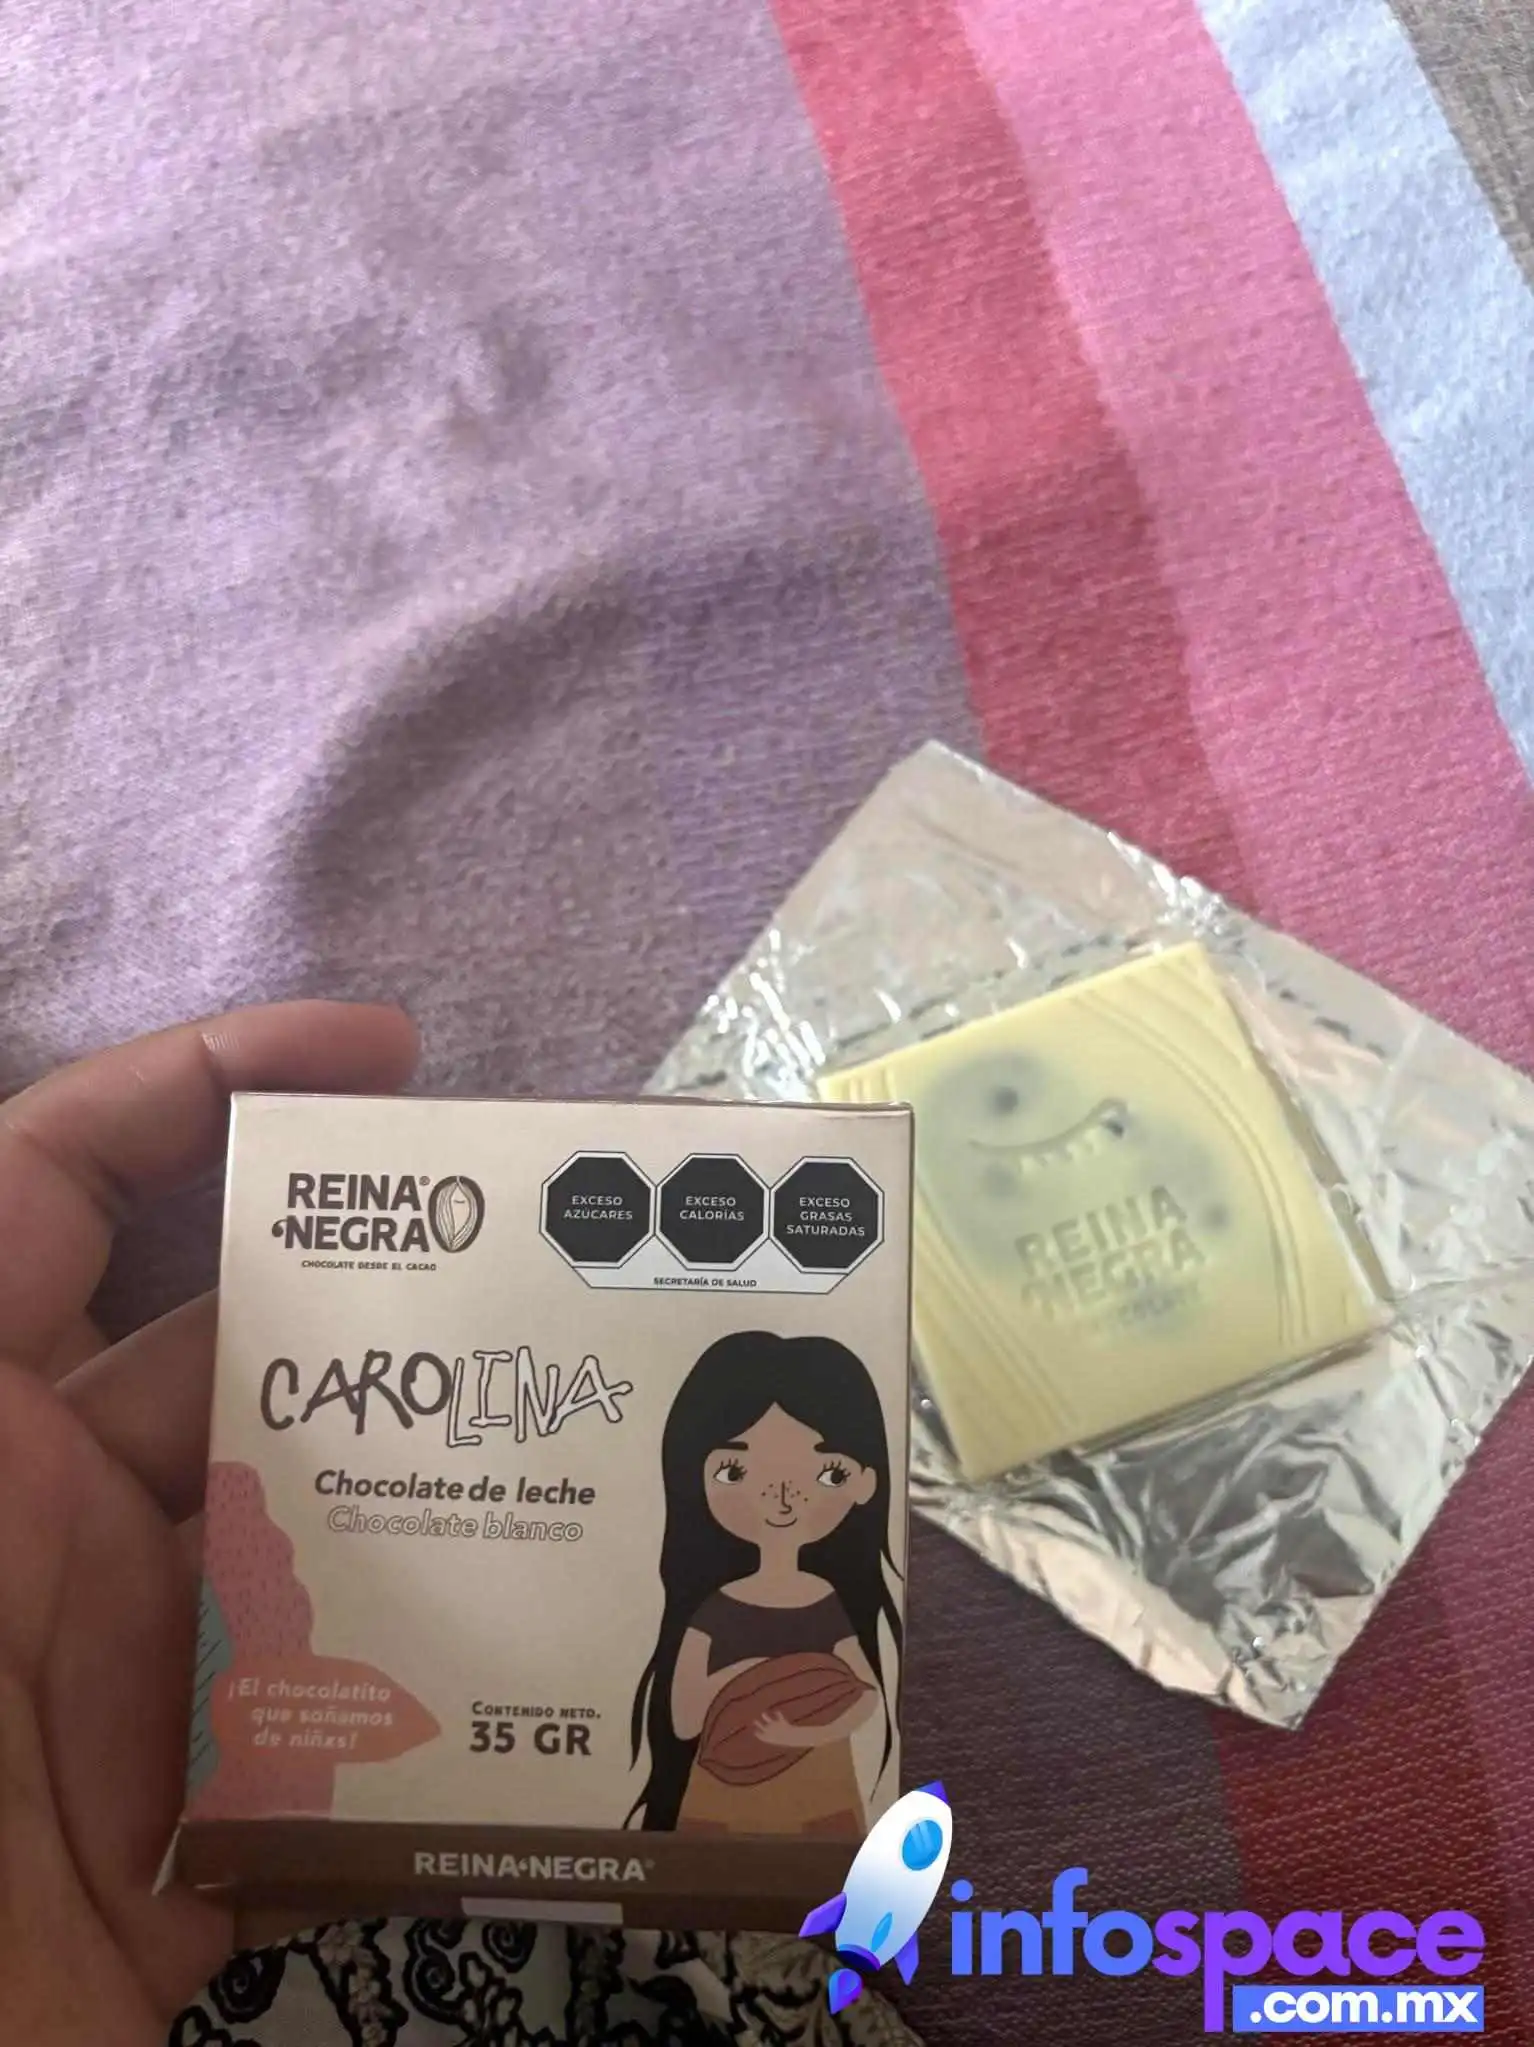 REINA®
NEGRA
CHOCOLATE DESDE EL CACAO
EXCESO
AZÚCARES
EXCESO
CALORÍAS
EXCESO
GRASAS
SATURADAS
SECRETARÍA DE SALUD
CAROLINA
Chocolate de leche
Chocolate blanco
¡El chocolatito
que soñamos
de niñxs!
CONTENIDO NETO.
35 GR
REINA NEGRA®
REINA
NEGRA
infospace
.com.mx